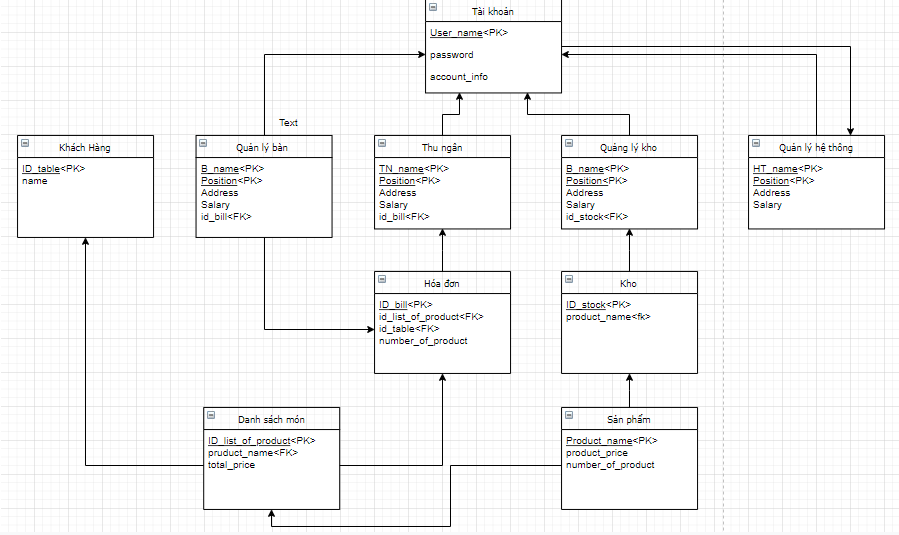 Tài khoản
User_name<PK>
password
account_info
Text
Khách Hàng
ID_table<PK>
name
Quản lý bàn
B_name<PK>
Position<PK>
Address
Salary
id_bill<FK>
Thu ngân
TN_name<PK>
Position<PK>
Address
Salary
id_bill<FK>
Quảng lý kho
B_name<PK>
Position<PK>
Address
Salary
id_stock<FK>
Quản lý hệ thông
HT_name<PK>
Position<PK>
Address
Salary
Hóa đơn
ID_bill<PK>
id_list_of_product<FK>
id_table<FK>
number_of_product
Kho
ID_stock<PK>
product_name<fk>
Danh sách món
ID_list_of_product<PK>
pruduct_name<FK>
total_price
Sản phẩm
Product_name<PK>
product_price
number_of_product